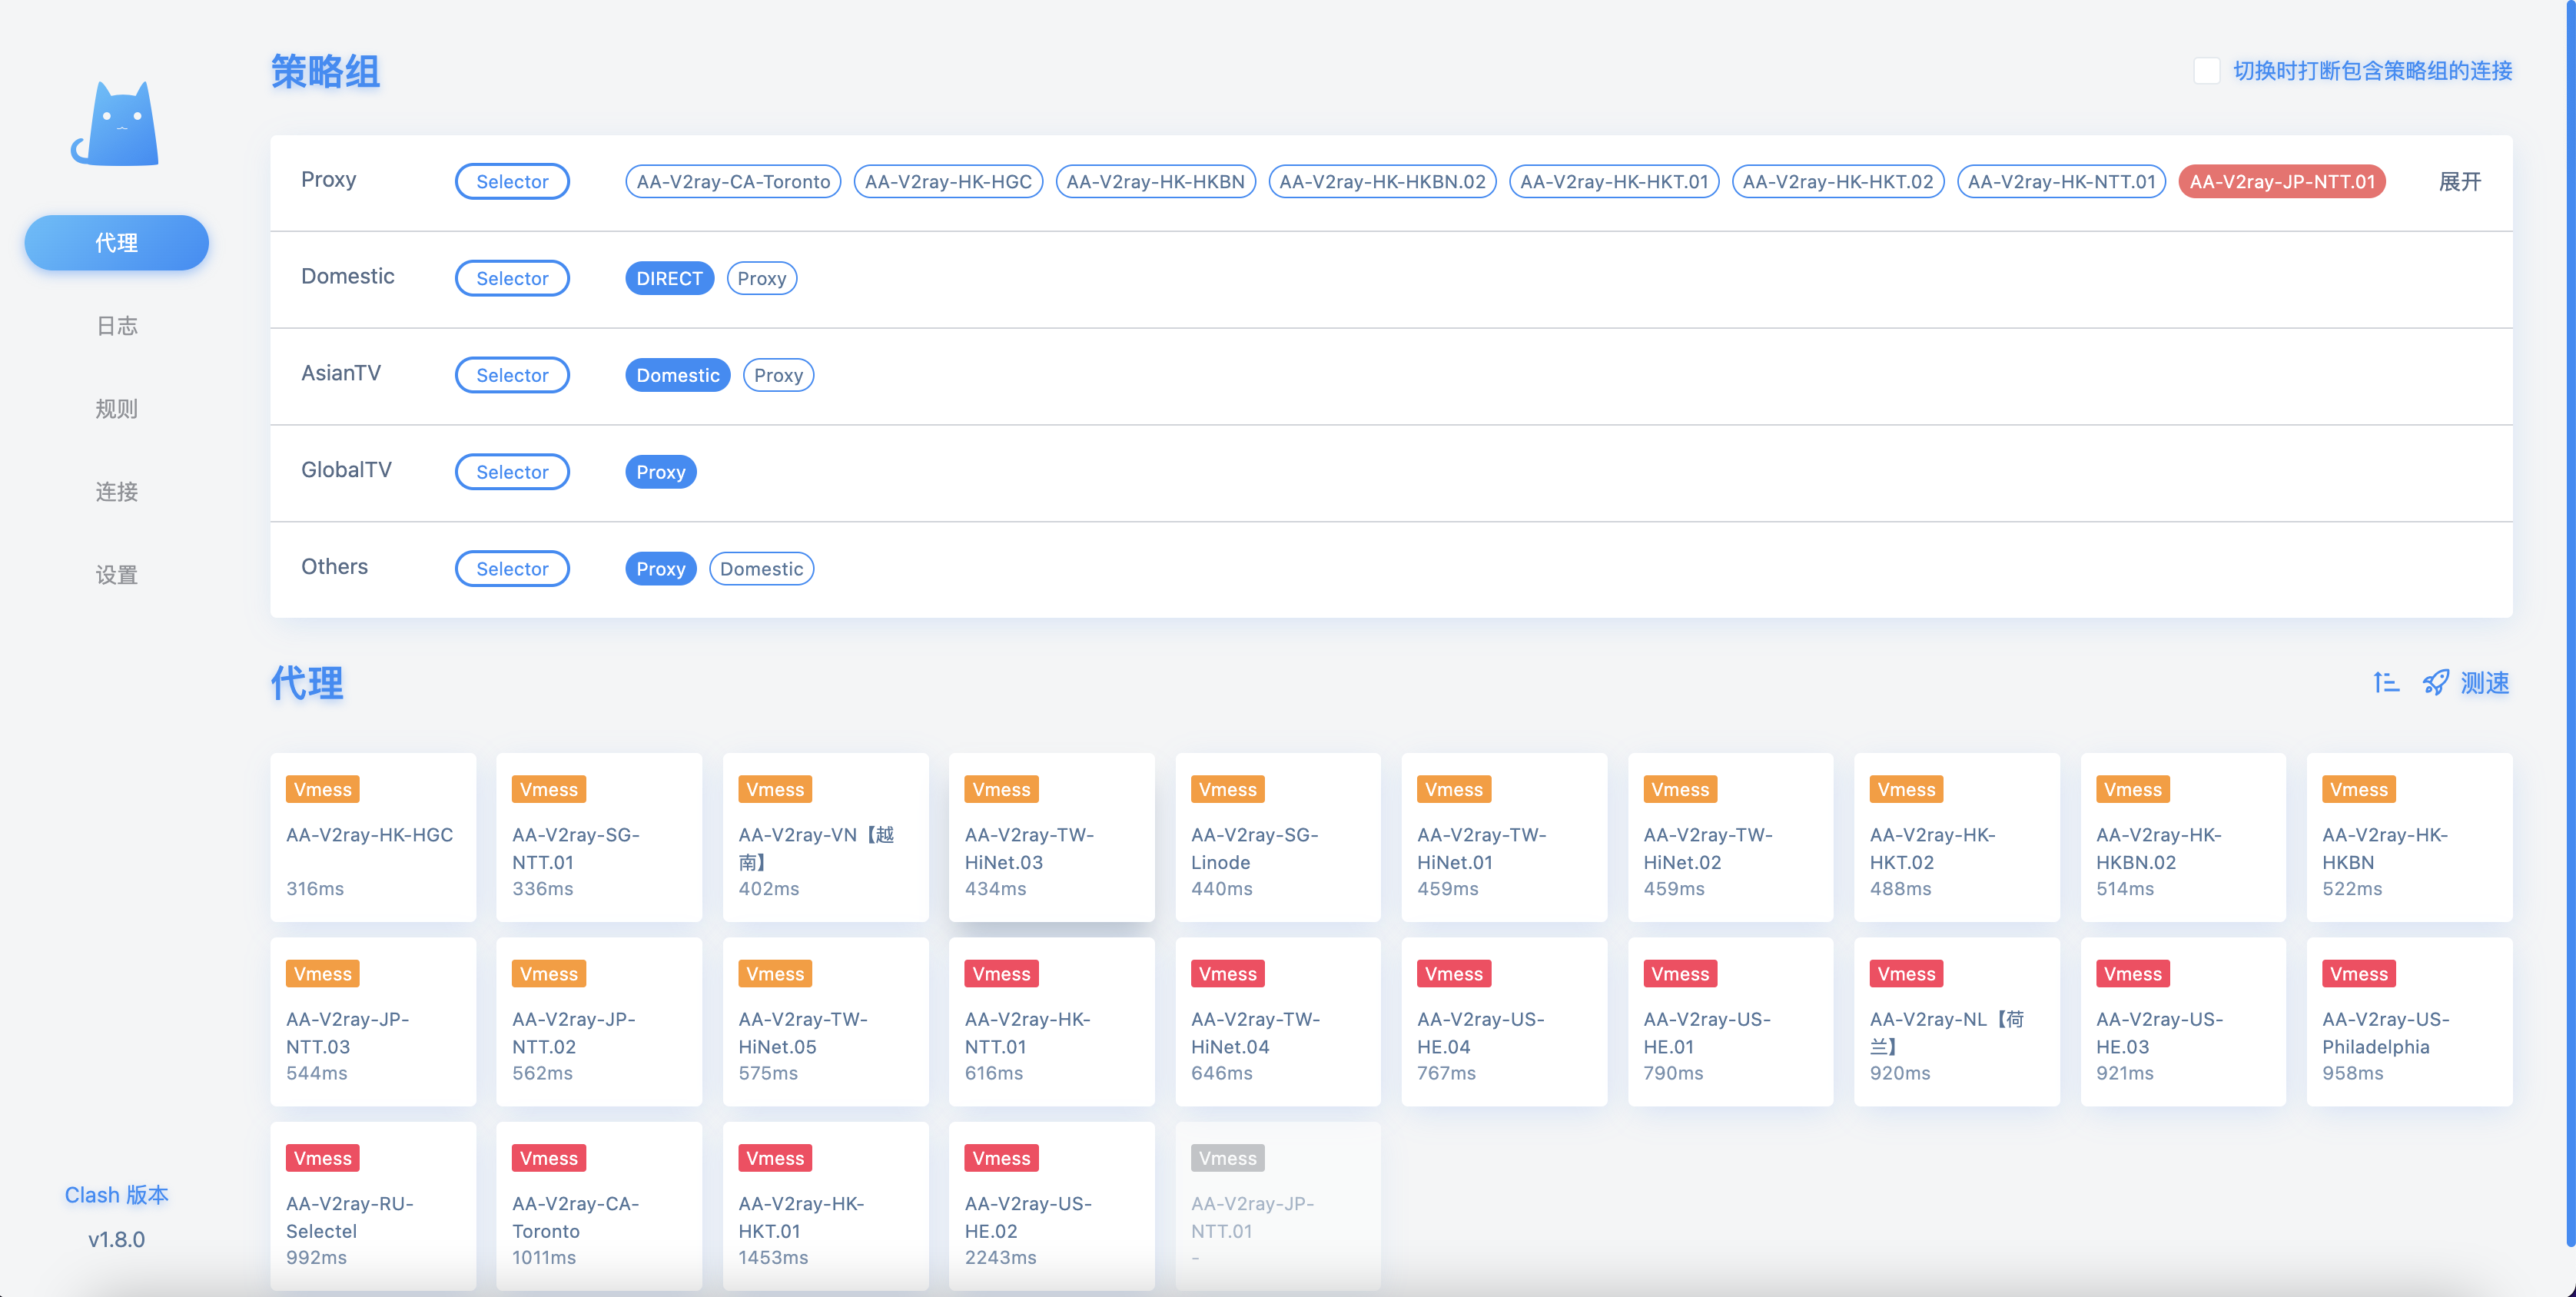 策略组
切换时打断包含策略组的连接
代理
日志
规则
连接
设置
Clash 版本
v1.8.0
Proxy Selector AA-V2ray-CA-Toronto AA-V2ray-HK-HGC AA-V2ray-HK-HKBN AA-V2ray-HK-HKBN.02 AA-V2ray-HK-HKT.01 AA-V2ray-HK-HKT.02 AA-V2ray-HK-NTT.01 AA-V2ray-JP-NTT.01 展开
Domestic Selector DIRECT Proxy
AsianTV Selector Domestic Proxy
GlobalTV Selector Proxy
Others Selector Proxy Domestic
代理
测速
Vmess
AA-V2ray-HK-HGC
316ms
Vmess
AA-V2ray-SG-
NTT.01
336ms
Vmess
AA-V2ray-VN【越
南】
402ms
Vmess
AA-V2ray-TW-
HiNet.03
434ms
Vmess
AA-V2ray-SG-
Linode
440ms
Vmess
AA-V2ray-TW-
HiNet.01
459ms
Vmess
AA-V2ray-TW-
HiNet.02
459ms
Vmess
AA-V2ray-HK-
HKT.02
488ms
Vmess
AA-V2ray-HK-
HKBN.02
514ms
Vmess
AA-V2ray-HK-
HKBN
522ms
Vmess
AA-V2ray-JP-
NTT.03
544ms
Vmess
AA-V2ray-JP-
NTT.02
562ms
Vmess
AA-V2ray-TW-
HiNet.05
575ms
Vmess
AA-V2ray-HK-
NTT.01
616ms
Vmess
AA-V2ray-TW-
HiNet.04
646ms
Vmess
AA-V2ray-US-
HE.04
767ms
Vmess
AA-V2ray-US-
HE.01
790ms
Vmess
AA-V2ray-NL【荷
兰】
920ms
Vmess
AA-V2ray-US-
HE.03
921ms
Vmess
AA-V2ray-US-
Philadelphia
958ms
Vmess
AA-V2ray-RU-
Selectel
992ms
Vmess
AA-V2ray-CA-
Toronto
1011ms
Vmess
AA-V2ray-HK-
HKT.01
1453ms
Vmess
AA-V2ray-US-
HE.02
2243ms
Vmess
AA-V2ray-JP-
NTT.01
-